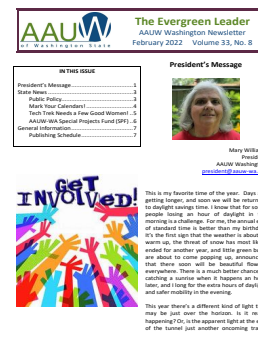 AAUW
of Washington State
The Evergreen Leader
AAUW Washington Newsletter
February 2022 Volume 33, No. 8
IN THIS ISSUE
President's Message ........ 1
State News ........ 3
Public Policy ........ 3
Mark Your Calendars! ........ 4
Tech Trek Needs a Few Good Women! .. 5
AAUW-WA Special Projects Fund (SPF) .. 6
General Information ........ 7
Publishing Schedule ........ 7
President's Message
Mary Willi
Presid
AAUW Washing
president@aauw-wa.
GET
INVOLVED!
This is my favorite time of the year. Days
getting longer, and soon we will be return
to daylight savings time. I know that for so
people losing an hour of daylight in
morning is a challenge. For me, the annual
of standard time is better than my birthd
It's the first sign that the weather is about
warm up, the threat of snow has most lik
ended for another year, and little green b
are about to come popping up, announc
that there soon will be beautiful flow
everywhere. There is a much better chanc
catching a sunrise when it happens an h
later, and I long for the extra hours of dayli
and safer mobility in the evening.
This year there's a different kind of light t
may be just over the horizon. Is it re
happening? Or, is the apparent light at the
of the tunnel just another oncoming tra